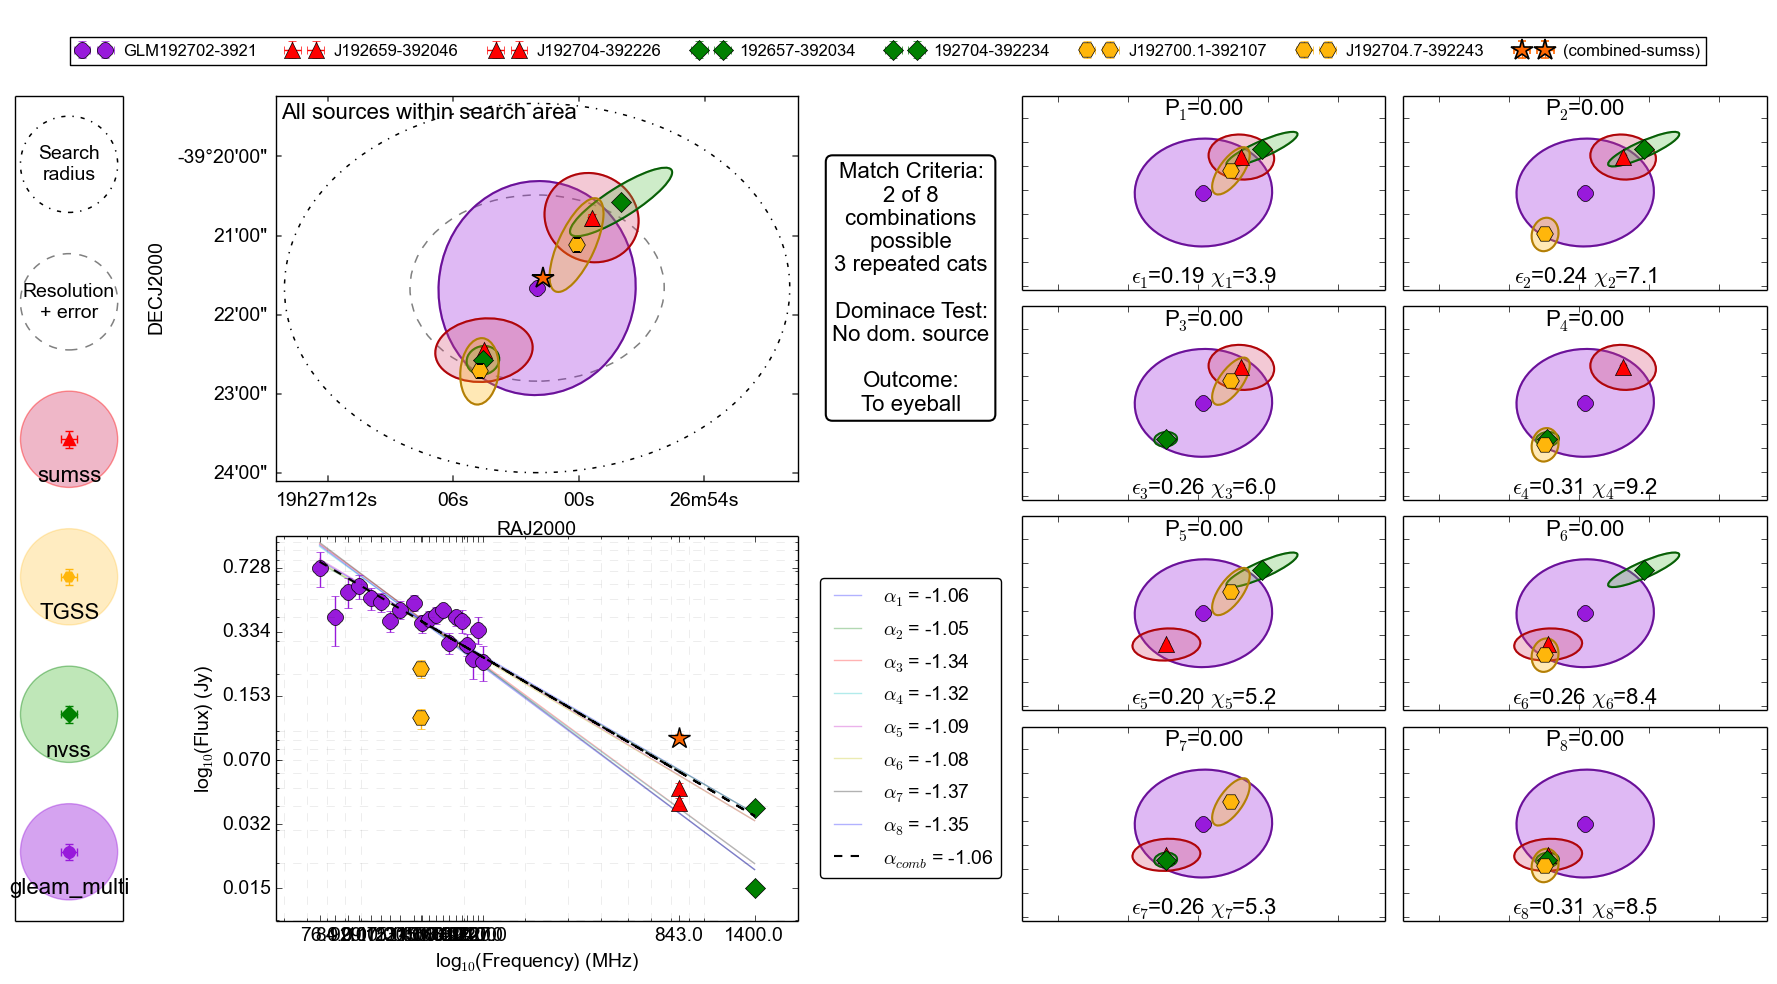 GLM192702-3921 J192659-392046 J192704-392226 192657-392034 192704-392234 J192700.1-392107 J192704.7-392243 (combined-sumss)
Search
radius
Resolution
+ error
sumss
TGSS
nvss
gleam_multi
All sources within search area
DECJ2000
-39°20'00"
21'00"
22'00"
23'00"
24'00"
19h27m12s 06s 00s 26m54s
RAJ2000
Match Criteria:
2 of 8
combinations
possible
3 repeated cats
Dominace Test:
No dom. source
Outcome:
To eyeball
log₁₀(Flux) (Jy)
0.728
0.334
0.153
0.070
0.032
0.015
843.0 1400.0
log₁₀(Frequency) (MHz)
α₁ = -1.06
α₂ = -1.05
α₃ = -1.34
α₄ = -1.32
α₅ = -1.09
α₆ = -1.08
α₇ = -1.37
α₈ = -1.35
α_comb = -1.06
P₁=0.00
ϵ₁=0.19 χ₁=3.9
P₂=0.00
ϵ₂=0.24 χ₂=7.1
P₃=0.00
ϵ₃=0.26 χ₃=6.0
P₄=0.00
ϵ₄=0.31 χ₄=9.2
P₅=0.00
ϵ₅=0.20 χ₅=5.2
P₆=0.00
ϵ₆=0.26 χ₆=8.4
P₇=0.00
ϵ₇=0.26 χ₇=5.3
P₈=0.00
ϵ₈=0.31 χ₈=8.5